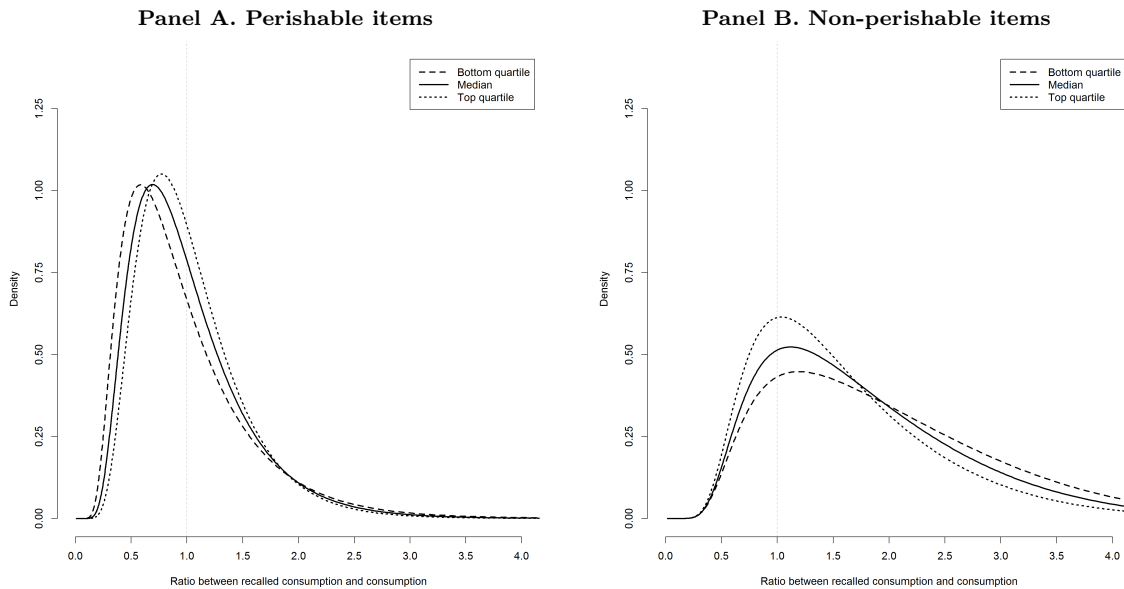 Panel A. Perishable items
Bottom quartile
Median
Top quartile
1.25
1.00
0.75
0.50
0.25
0.00
Density
0.0 0.5 1.0 1.5 2.0 2.5 3.0 3.5 4.0
Ratio between recalled consumption and consumption
Panel B. Non-perishable items
Bottom quartile
Median
Top quartile
1.25
1.00
0.75
0.50
0.25
0.00
Density
0.0 0.5 1.0 1.5 2.0 2.5 3.0 3.5 4.0
Ratio between recalled consumption and consumption